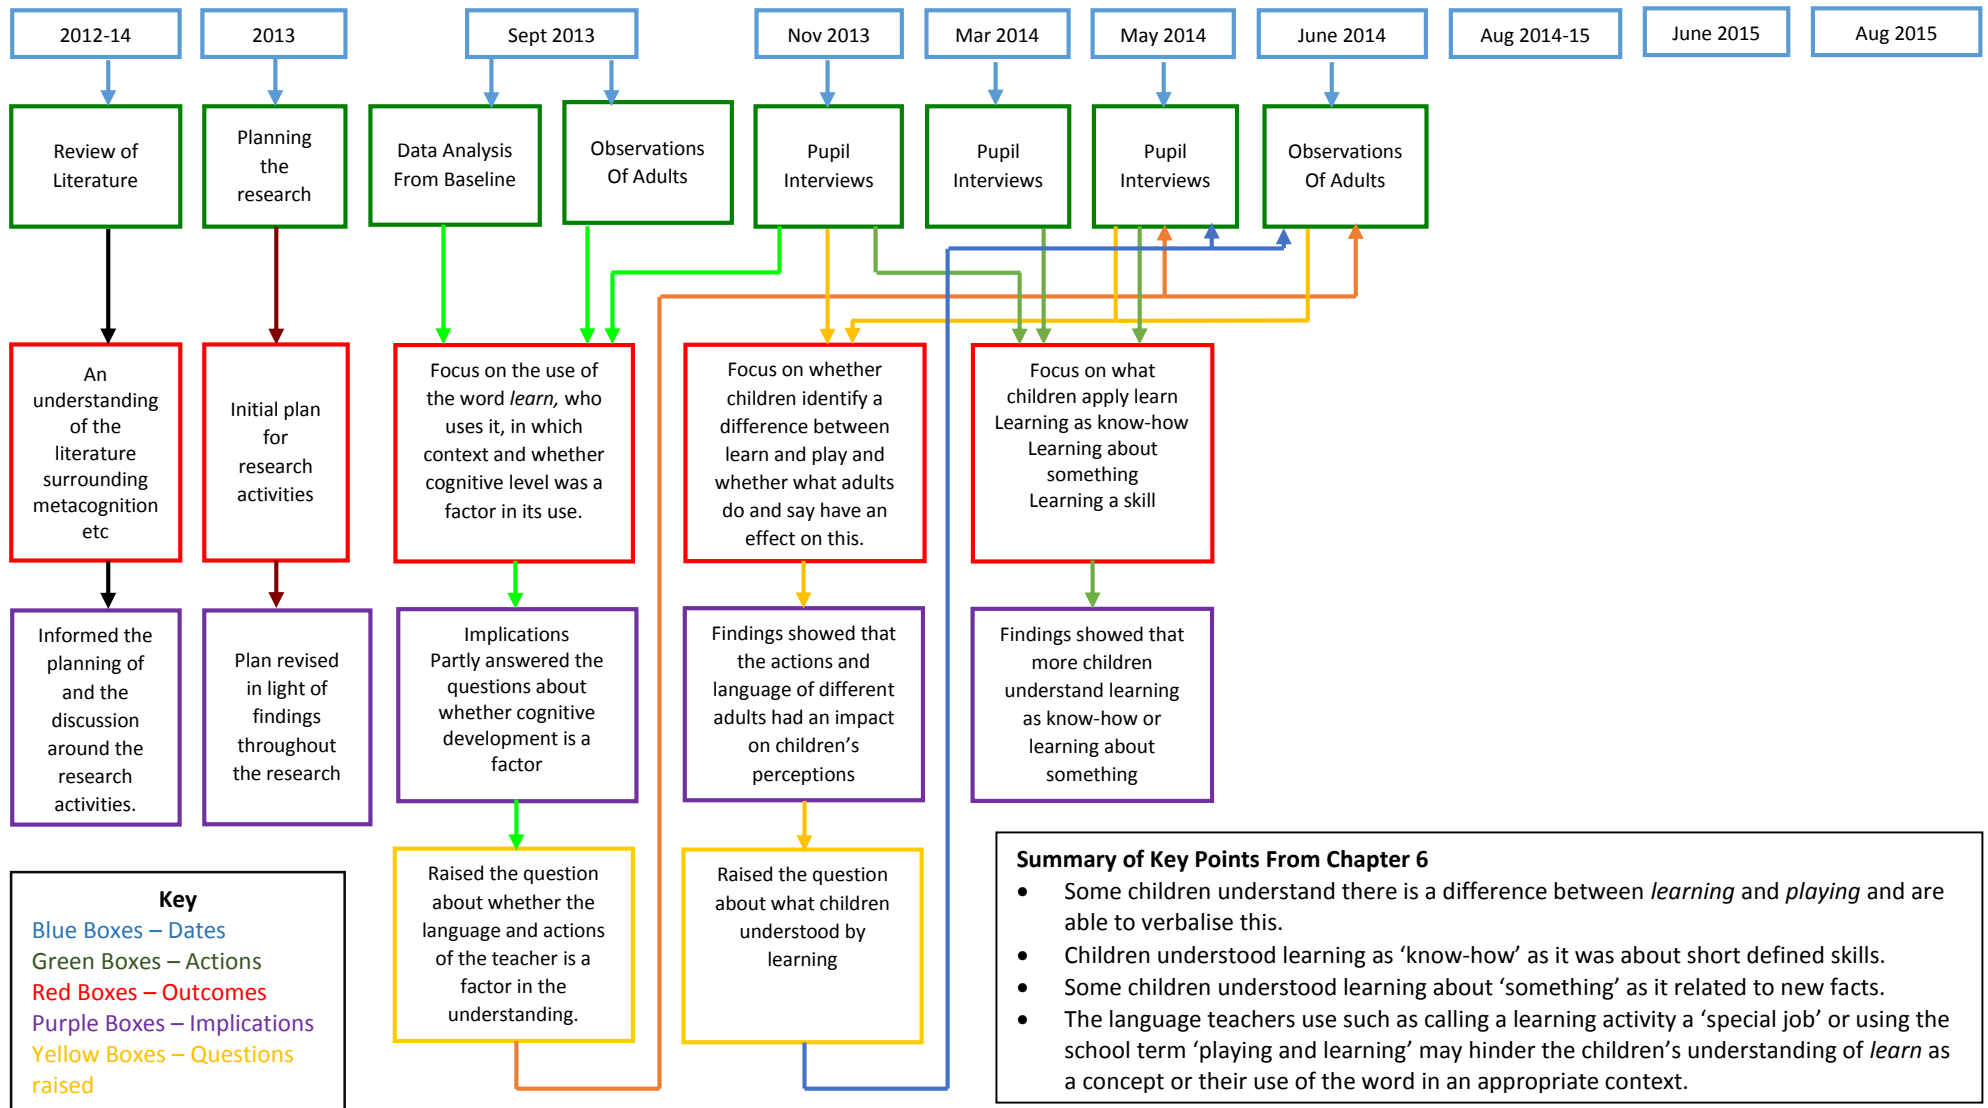 2012-14
2013
Sept 2013
Nov 2013
Mar 2014
May 2014
June 2014
Aug 2014-15
June 2015
Aug 2015
Review of
Literature
Planning
the
research
Data Analysis
From Baseline
Observations
Of Adults
Pupil
Interviews
Pupil
Interviews
Pupil
Interviews
Observations
Of Adults
An
understanding
of the
literature
surrounding
metacognition
etc
Initial plan
for
research
activities
Focus on the use of
the word learn, who
uses it, in which
context and whether
cognitive level was a
factor in its use.
Focus on whether
children identify a
difference between
learn and play and
whether what adults
do and say have an
effect on this.
Focus on what
children apply learn
Learning as know-how
Learning about
something
Learning a skill
Informed the
planning of
and the
discussion
around the
research
activities.
Plan revised
in light of
findings
throughout
the research
Implications
Partly answered the
questions about
whether cognitive
development is a
factor
Findings showed that
the actions and
language of different
adults had an impact
on children’s
perceptions
Findings showed that
more children
understand learning
as know-how or
learning about
something
Raised the question
about whether the
language and actions
of the teacher is a
factor in the
understanding.
Raised the question
about what children
understood by
learning
Key
Blue Boxes – Dates
Green Boxes – Actions
Red Boxes – Outcomes
Purple Boxes – Implications
Yellow Boxes – Questions
raised
Summary of Key Points From Chapter 6
• Some children understand there is a difference between learning and playing and are
able to verbalise this.
• Children understood learning as ‘know-how’ as it was about short defined skills.
• Some children understood learning about ‘something’ as it related to new facts.
• The language teachers use such as calling a learning activity a ‘special job’ or using the
school term ‘playing and learning’ may hinder the children’s understanding of learn as
a concept or their use of the word in an appropriate context.